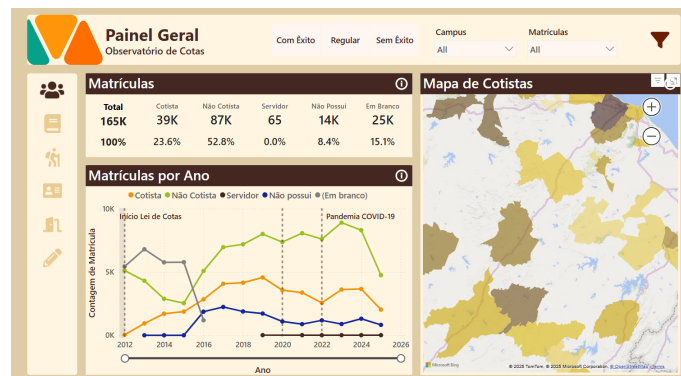 Painel Geral
Observatório de Cotas
Com Êxito Regular Sem Êxito
Campus
All
Matrículas
All
Matrículas
Total Cotista Não Cotista Servidor Não Possui Em Branco
165K 39K 87K 65 14K 25K
100% 23.6% 52.8% 0.0% 8.4% 15.1%
Matrículas por Ano
Cotista Não Cotista Servidor Não possui (Em branco)
Contagem de Matrícula
10K
5K
0K
Início Lei de Cotas
Pandemia COVID-19
2012 2014 2016 2018 2020 2022 2024 2026
Ano
Mapa de Cotistas
Microsoft Bing
© 2025 TomTom, © 2025 Microsoft Corporation, © OpenStreetMap